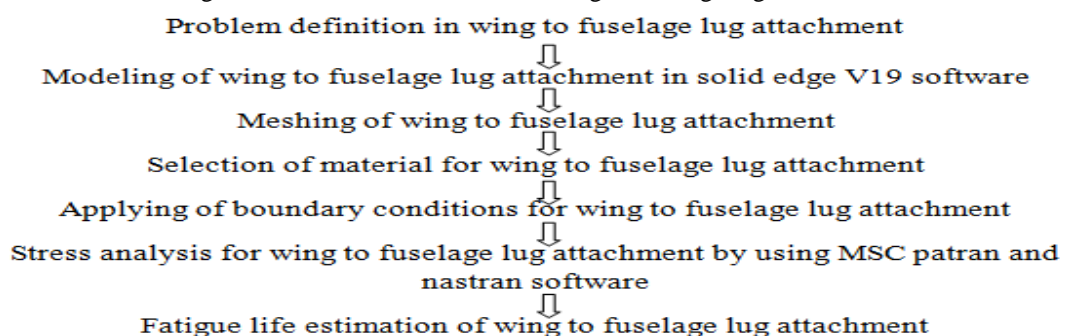 Problem definition in wing to fuselage lug attachment
Modeling of wing to fuselage lug attachment in solid edge V19 software
Meshing of wing to fuselage lug attachment
Selection of material for wing to fuselage lug attachment
Applying of boundary conditions for wing to fuselage lug attachment
Stress analysis for wing to fuselage lug attachment by using MSC patran and
nastran software
Fatigue life estimation of wing to fuselage lug attachment